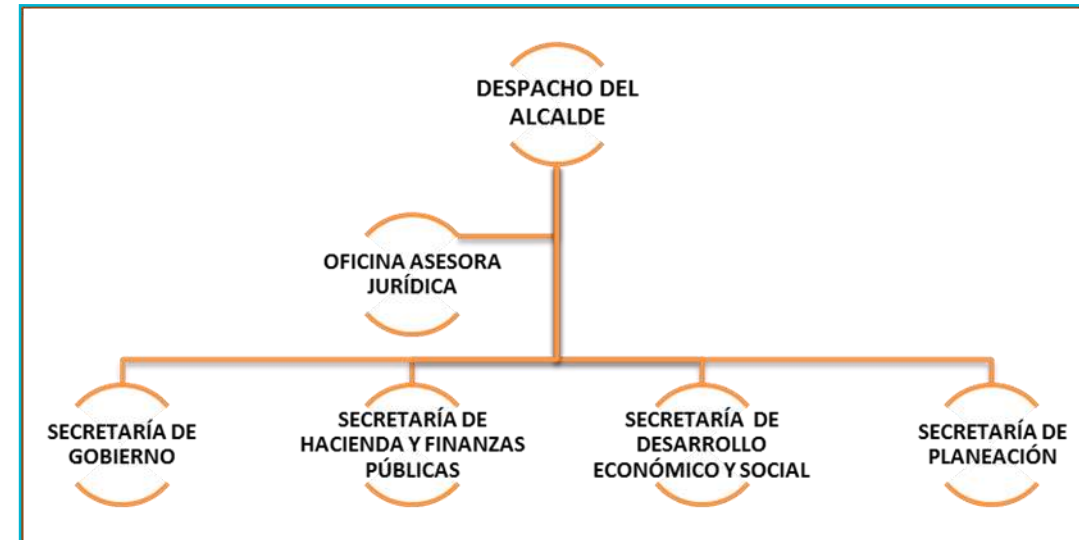 DESPACHO DEL
ALCALDE
OFICINA ASESORA
JURÍDICA
SECRETARÍA DE
GOBIERNO
SECRETARÍA DE
HACIENDA Y FINANZAS
PÚBLICAS
SECRETARÍA DE
DESARROLLO
ECONÓMICO Y SOCIAL
SECRETARÍA DE
PLANEACIÓN